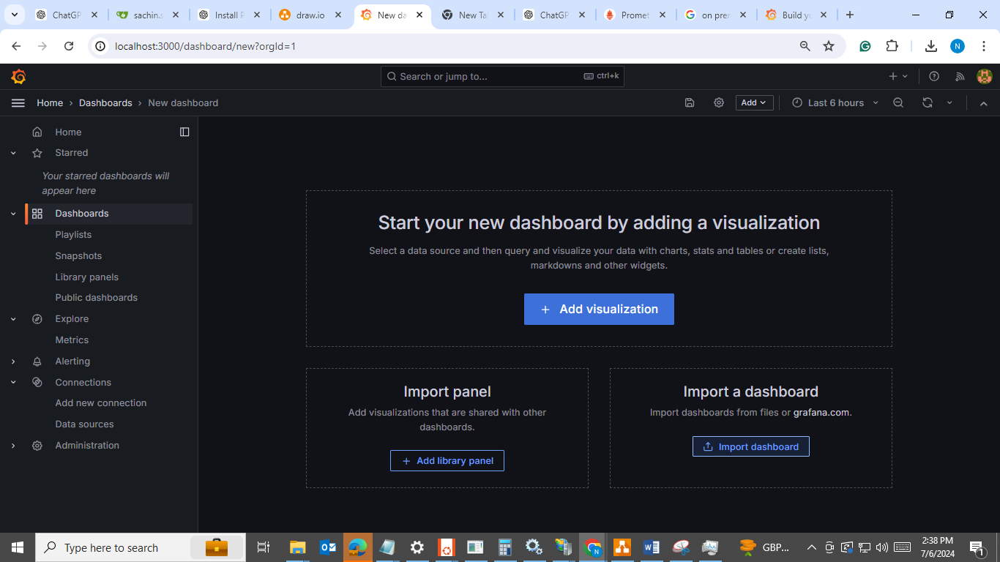 ChatGP
sachin.s
Install P
draw.io
New da
New Tal
ChatGP
Promet
on prem
Build yo
localhost:3000/dashboard/new?orgId=1
N
Search or jump to...
ctrl+k
Home › Dashboards › New dashboard
Add
Last 6 hours
Home
Starred
Your starred dashboards will
appear here
Dashboards
Playlists
Snapshots
Library panels
Public dashboards
Explore
Metrics
Alerting
Connections
Add new connection
Data sources
Administration
Start your new dashboard by adding a visualization
Select a data source and then query and visualize your data with charts, stats and tables or create lists,
markdowns and other widgets.
+ Add visualization
Import panel
Add visualizations that are shared with other
dashboards.
+ Add library panel
Import a dashboard
Import dashboards from files or grafana.com.
Import dashboard
Type here to search
GBP...
2:38 PM
7/6/2024
1